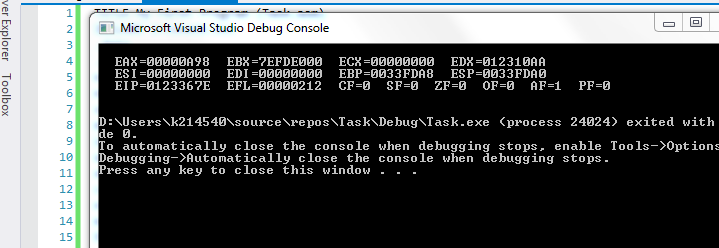 ver Explorer
Toolbox
1
2
3
4
5
6
7
8
9
10
11
12
13
14
15
TITLE My First Program (Task.asm)
Microsoft Visual Studio Debug Console
EAX=00000A98 EBX=7EFDE000 ECX=00000000 EDX=012310AA
ESI=00000000 EDI=00000000 EBP=0033FDA8 ESP=0033FDA0
EIP=0123367E EFL=00000212 CF=0 SF=0 ZF=0 OF=0 AF=1 PF=0
D:\Users\k214540\source\repos\Task\Debug\Task.exe (process 24024) exited with
de 0.
To automatically close the console when debugging stops, enable Tools->Options
Debugging->Automatically close the console when debugging stops.
Press any key to close this window . . .